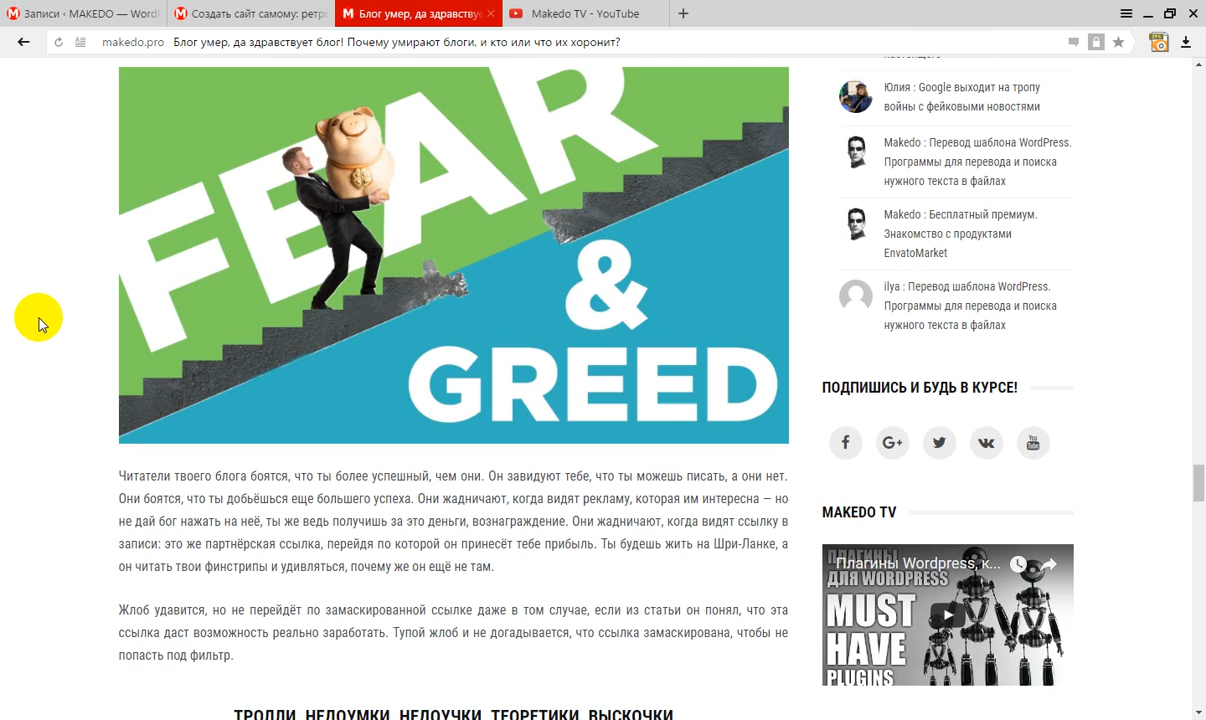 Записи ‹ MAKEDO — Word
Создать сайт самому: ретро
Блог умер, да здравству
Makedo TV - YouTube
makedo.pro Блог умер, да здравствует блог! Почему умирают блоги, и кто или что их хоронит?
FEAR
&
GREED
Читатели твоего блога боятся, что ты более успешный, чем они. Он завидуют тебе, что ты можешь писать, а они нет.
Они боятся, что ты добьёшься еще большего успеха. Они жадничают, когда видят рекламу, которая им интересна — но
не дай бог нажать на неё, ты же ведь получишь за это деньги, вознаграждение. Они жадничают, когда видят ссылку в
записи: это же партнёрская ссылка, перейдя по которой он принесёт тебе прибыль. Ты будешь жить на Шри-Ланке, а
он читать твои финстрипы и удивляться, почему же он ещё не там.
Жлоб удавится, но не перейдёт по замаскированной ссылке даже в том случае, если из статьи он понял, что эта
ссылка даст возможность реально заработать. Тупой жлоб и не догадывается, что ссылка замаскирована, чтобы не
попасть под фильтр.
ТРОЛЛИ, НЕДОУМКИ, НЕДОУЧКИ, ТЕОРЕТИКИ, ВЫСКОЧКИ
Юлия : Google выходит на тропу
войны с фейковыми новостями
Makedo : Перевод шаблона WordPress.
Программы для перевода и поиска
нужного текста в файлах
Makedo : Бесплатный премиум.
Знакомство с продуктами
EnvatoMarket
ilya : Перевод шаблона WordPress.
Программы для перевода и поиска
нужного текста в файлах
ПОДПИШИСЬ И БУДЬ В КУРСЕ!
MAKEDO TV
Плагины Wordpress, к...
ПЛАГИНЫ
ДЛЯ WORDPRESS
MUST
HAVE
PLUGINS